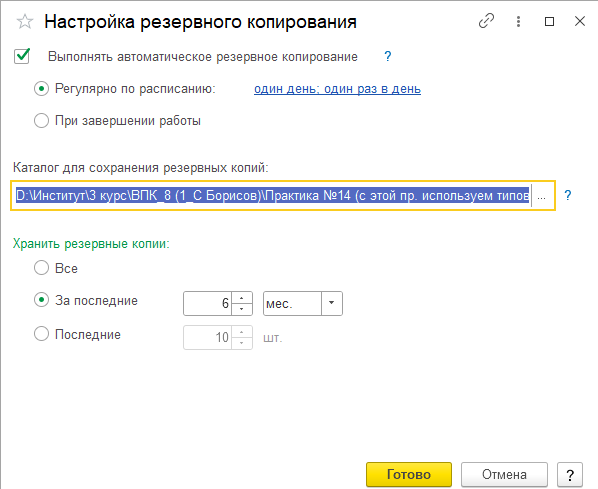 Настройка резервного копирования
Выполнять автоматическое резервное копирование ?
Регулярно по расписанию: один день; один раз в день
При завершении работы
Каталог для сохранения резервных копий:
D:\Институт\3 курс\ВПК_8 (1_С Борисов)\Практика №14 (с этой пр. используем типов ... ?
Хранить резервные копии:
Все
За последние 6 мес.
Последние 10 шт.
Готово Отмена ?